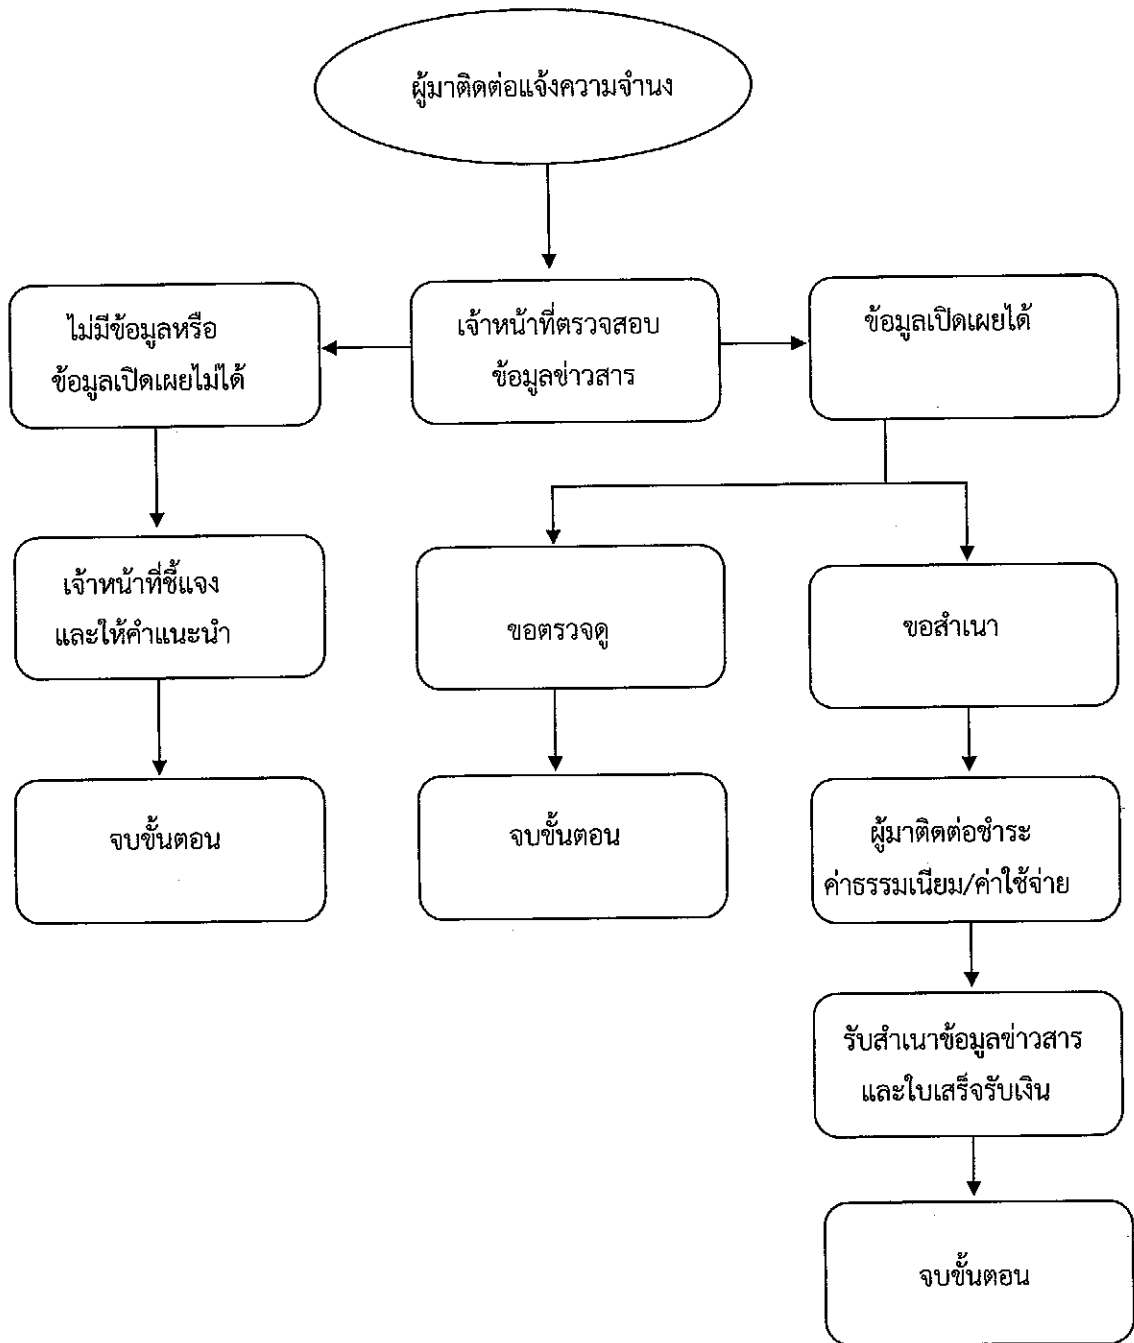 ผู้มาติดต่อแจ้งความจำนง
ไม่มีข้อมูลหรือ
ข้อมูลเปิดเผยไม่ได้
เจ้าหน้าที่ตรวจสอบ
ข้อมูลข่าวสาร
ข้อมูลเปิดเผยได้
เจ้าหน้าที่ชี้แจง
และให้คำแนะนำ
ขอตรวจดู
ขอสำเนา
จบขั้นตอน
จบขั้นตอน
ผู้มาติดต่อชำระ
ค่าธรรมเนียม/ค่าใช้จ่าย
รับสำเนาข้อมูลข่าวสาร
และใบเสร็จรับเงิน
จบขั้นตอน